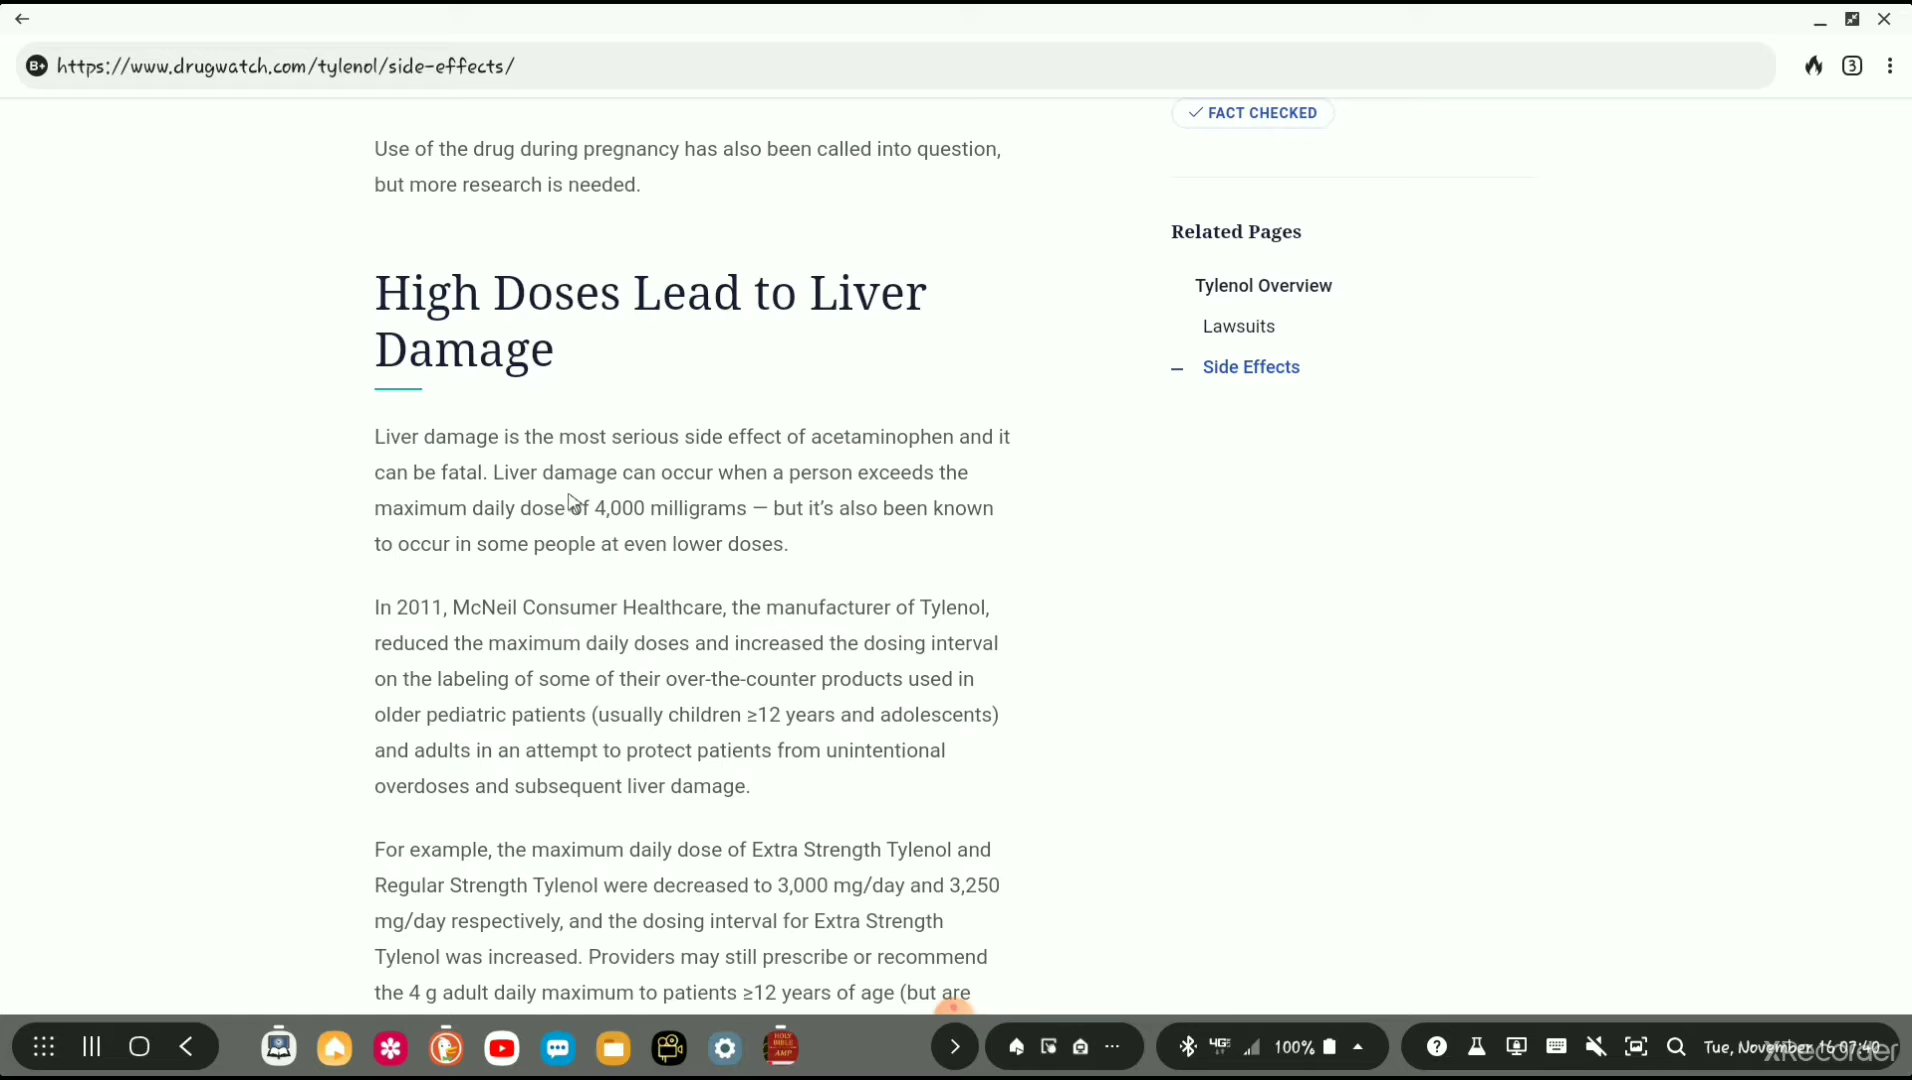 https://www.drugwatch.com/tylenol/side-effects/
3
FACT CHECKED
Use of the drug during pregnancy has also been called into question,
but more research is needed.
Related Pages
Tylenol Overview
Lawsuits
Side Effects
High Doses Lead to Liver
Damage
Liver damage is the most serious side effect of acetaminophen and it
can be fatal. Liver damage can occur when a person exceeds the
maximum daily dose of 4,000 milligrams — but it's also been known
to occur in some people at even lower doses.
In 2011, McNeil Consumer Healthcare, the manufacturer of Tylenol,
reduced the maximum daily doses and increased the dosing interval
on the labeling of some of their over-the-counter products used in
older pediatric patients (usually children ≥12 years and adolescents)
and adults in an attempt to protect patients from unintentional
overdoses and subsequent liver damage.
For example, the maximum daily dose of Extra Strength Tylenol and
Regular Strength Tylenol were decreased to 3,000 mg/day and 3,250
mg/day respectively, and the dosing interval for Extra Strength
Tylenol was increased. Providers may still prescribe or recommend
the 4 g adult daily maximum to patients ≥12 years of age (but are
HOLY BIBLE AMP
4GE
100%
Tue, November 16 07:40
XRecorder